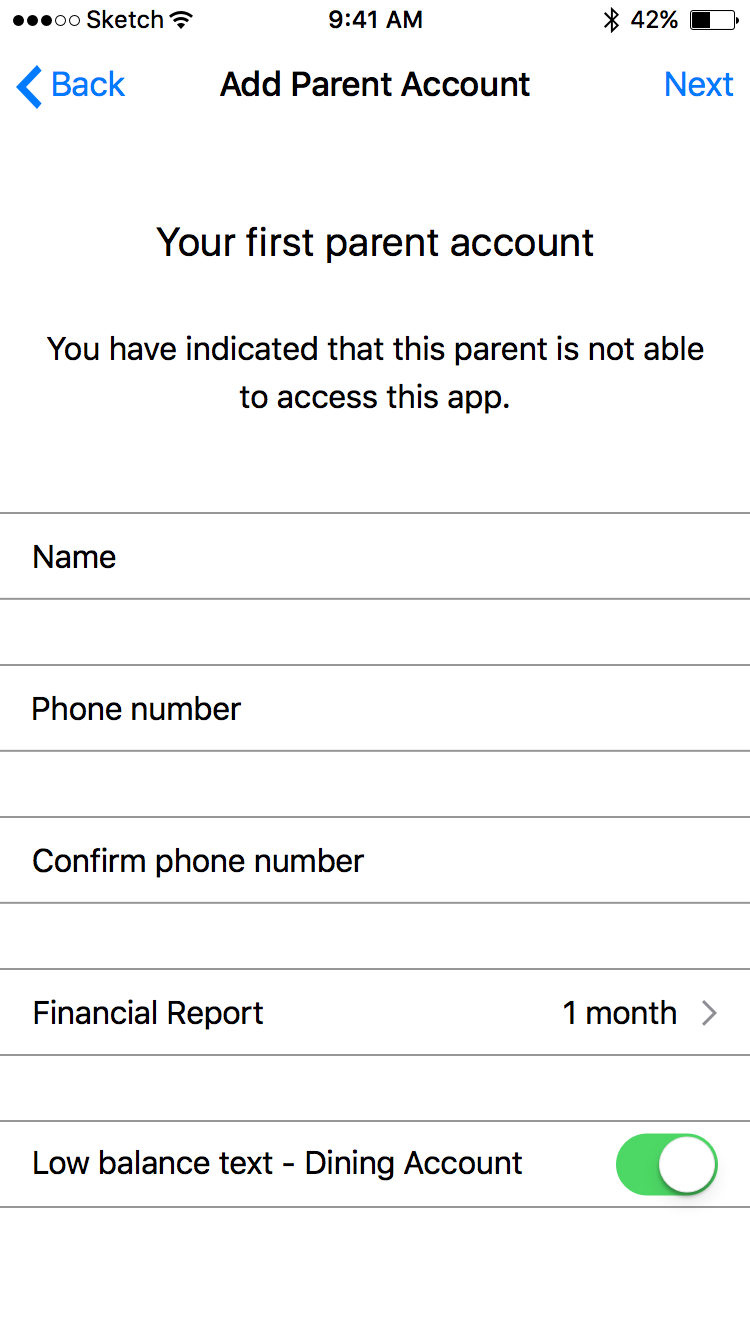 Sketch 9:41 AM 42%
Back Add Parent Account Next
Your first parent account
You have indicated that this parent is not able
to access this app.
Name
Phone number
Confirm phone number
Financial Report 1 month
Low balance text - Dining Account